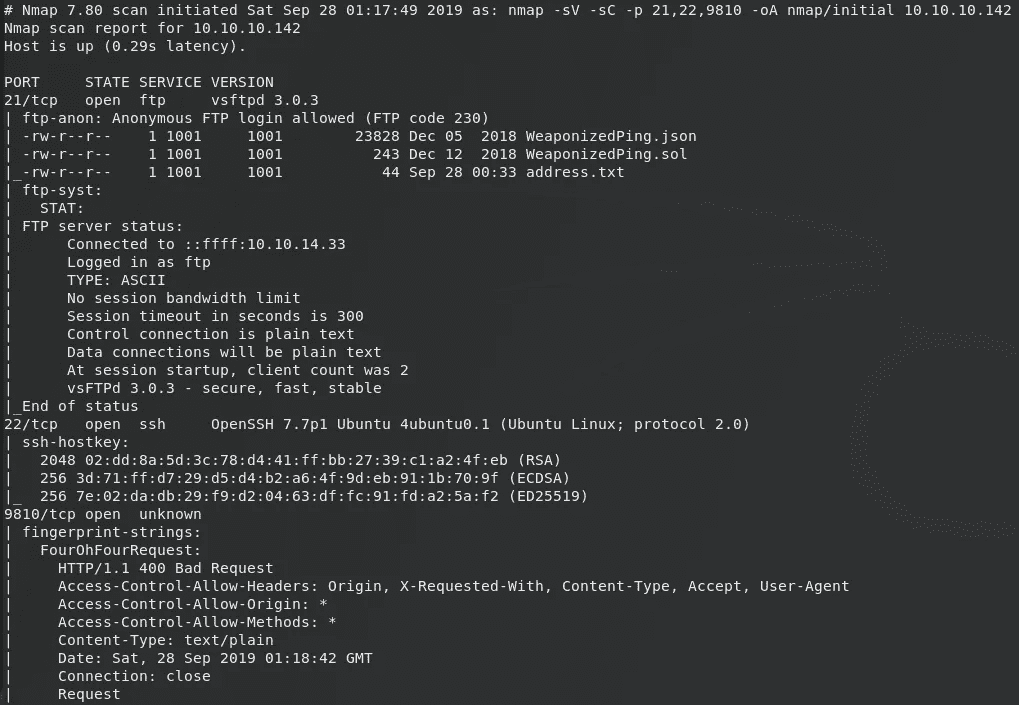 # Nmap 7.80 scan initiated Sat Sep 28 01:17:49 2019 as: nmap -sV -sC -p 21,22,9810 -oA nmap/initial 10.10.10.142
Nmap scan report for 10.10.10.142
Host is up (0.29s latency).

PORT     STATE SERVICE VERSION
21/tcp   open  ftp     vsftpd 3.0.3
| ftp-anon: Anonymous FTP login allowed (FTP code 230)
| -rw-r--r--    1 1001     1001        23828 Dec 05  2018 WeaponizedPing.json
| -rw-r--r--    1 1001     1001          243 Dec 12  2018 WeaponizedPing.sol
|_-rw-r--r--    1 1001     1001           44 Sep 28 00:33 address.txt
| ftp-syst:
|   STAT:
| FTP server status:
|      Connected to ::ffff:10.10.14.33
|      Logged in as ftp
|      TYPE: ASCII
|      No session bandwidth limit
|      Session timeout in seconds is 300
|      Control connection is plain text
|      Data connections will be plain text
|      At session startup, client count was 2
|      vsFTPd 3.0.3 - secure, fast, stable
|_End of status
22/tcp   open  ssh     OpenSSH 7.7p1 Ubuntu 4ubuntu0.1 (Ubuntu Linux; protocol 2.0)
| ssh-hostkey:
|   2048 02:dd:8a:5d:3c:78:d4:41:ff:bb:27:39:c1:a2:4f:eb (RSA)
|   256 3d:71:ff:d7:29:d5:d4:b2:a6:4f:9d:eb:91:1b:70:9f (ECDSA)
|_  256 7e:02:da:db:29:f9:d2:04:63:df:fc:91:fd:a2:5a:f2 (ED25519)
9810/tcp open  unknown
| fingerprint-strings:
|   FourOhFourRequest:
|     HTTP/1.1 400 Bad Request
|     Access-Control-Allow-Headers: Origin, X-Requested-With, Content-Type, Accept, User-Agent
|     Access-Control-Allow-Origin: *
|     Access-Control-Allow-Methods: *
|     Content-Type: text/plain
|     Date: Sat, 28 Sep 2019 01:18:42 GMT
|     Connection: close
|     Request